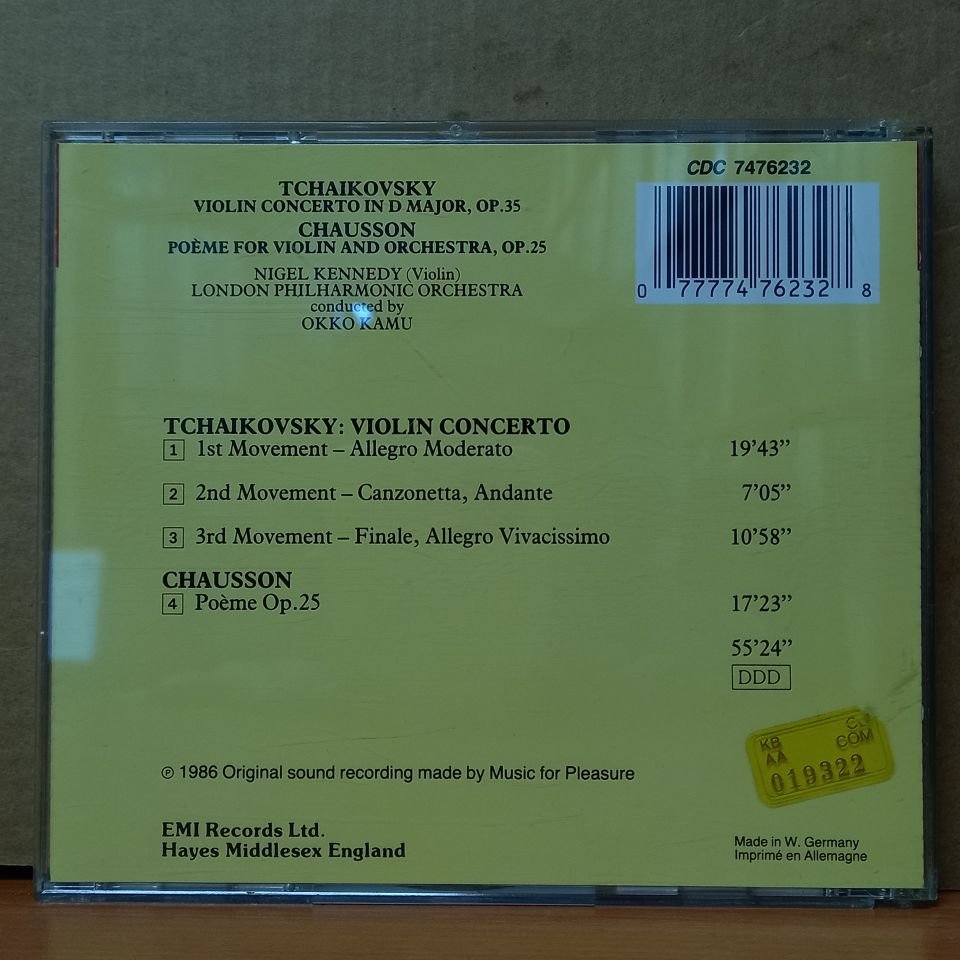 CDC 7476232
TCHAIKOVSKY
VIOLIN CONCERTO IN D MAJOR, OP.35
CHAUSSON
POÈME FOR VIOLIN AND ORCHESTRA, OP.25
NIGEL KENNEDY (Violin)
LONDON PHILHARMONIC ORCHESTRA
conducted by
OKKO KAMU
0 77774 76232 8
TCHAIKOVSKY: VIOLIN CONCERTO
1 1st Movement – Allegro Moderato 19’43”
2 2nd Movement – Canzonetta, Andante 7’05”
3 3rd Movement – Finale, Allegro Vivacissimo 10’58”
CHAUSSON
4 Poème Op.25 17’23”
55’24”
DDD
KB
AA
COM
019322
℗ 1986 Original sound recording made by Music for Pleasure
EMI Records Ltd.
Hayes Middlesex England
Made in W. Germany
Imprimé en Allemagne